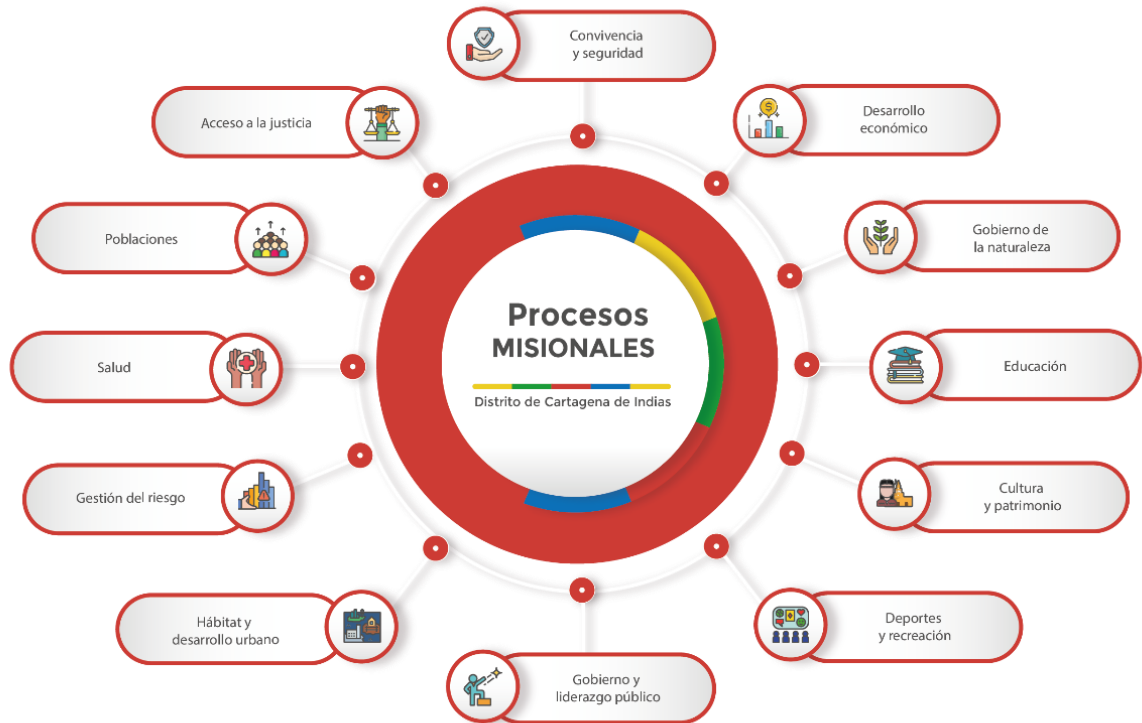 Procesos
MISIONALES
Distrito de Cartagena de Indias
Convivencia
y seguridad
Desarrollo
económico
Gobierno de
la naturaleza
Educación
Cultura
y patrimonio
Deportes
y recreación
Gobierno y
liderazgo público
Hábitat y
desarrollo urbano
Gestión del riesgo
Salud
Poblaciones
Acceso a la justicia